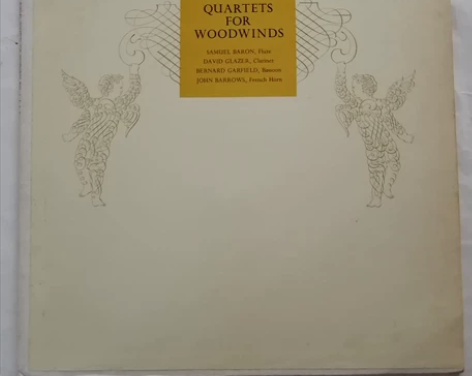 QUARTETS
FOR
WOODWINDS
SAMUEL BARON, Flute
DAVID GLAZER, Clarinet
BERNARD GARFIELD, Bassoon
JOHN BARROWS, French Horn